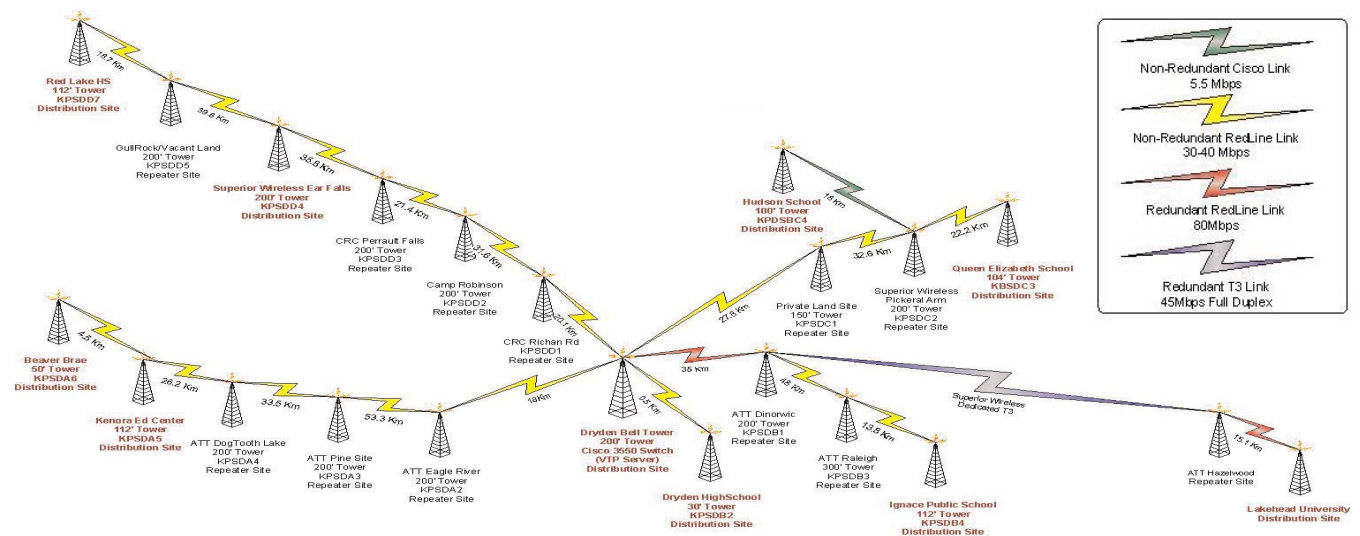 18.7 Km
Red Lake HS
112' Tower
KPSDD7
Distribution Site
39.6 Km
GullRock/Vacant Land
200' Tower
KPSDD5
Repeater Site
35.8 Km
Superior Wireless Ear Falls
200' Tower
KPSDD4
Distribution Site
21.4 Km
CRC Perrault Falls
200' Tower
KPSDD3
Repeater Site
31.6 Km
Camp Robinson
200' Tower
KPSDD2
Repeater Site
20.1 Km
CRC Richan Rd
KPSDD1
Repeater Site
Hudson School
100' Tower
KPDSBC4
Distribution Site
15 Km
22.2 Km
32.6 Km
27.8 Km
Queen Elizabeth School
104' Tower
KBSDC3
Distribution Site
Superior Wireless
Pickeral Arm
200' Tower
KPSDC2
Repeater Site
Private Land Site
150' Tower
KPSDC1
Repeater Site
Beaver Brae
50' Tower
KPSDA6
Distribution Site
4.5 Km
Kenora Ed Center
112' Tower
KPSDA5
Distribution Site
26.2 Km
ATT DogTooth Lake
200' Tower
KPSDA4
Repeater Site
33.5 Km
ATT Pine Site
200' Tower
KPSDA3
Repeater Site
53.3 Km
ATT Eagle River
200' Tower
KPSDA2
Repeater Site
Dryden Bell Tower
200' Tower
Cisco 3550 Switch
(VTP Server)
Distribution Site
35 Km
Dryden HighSchool
30' Tower
KPSDB2
Distribution Site
ATT Dinorwic
200' Tower
KPSDB1
Repeater Site
48 Km
ATT Raleigh
300' Tower
KPSDB3
Repeater Site
13.8 Km
Ignace Public School
112' Tower
KPSDB4
Distribution Site
Superior Wireless
Dedicated T3
ATT Hazelwood
Repeater Site
15.1 Km
Lakehead University
Distribution Site
Non-Redundant Cisco Link
5.5 Mbps
Non-Redundant RedLine Link
30-40 Mbps
Redundant RedLine Link
80Mbps
Redundant T3 Link
45Mbps Full Duplex